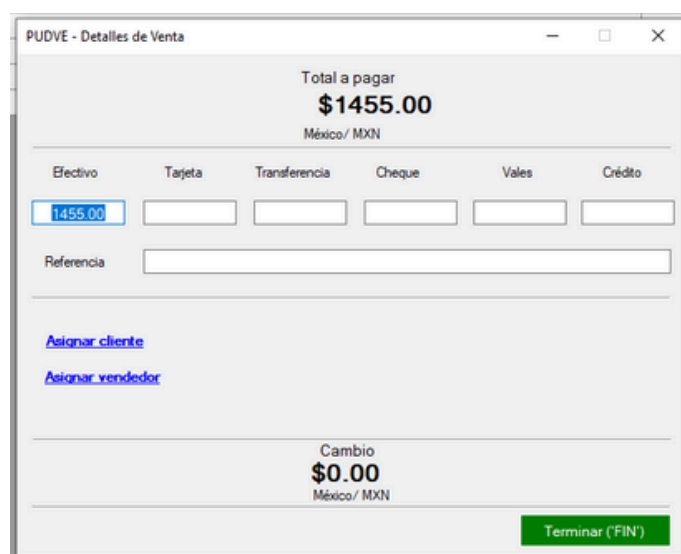 PUDVE - Detalles de Venta
Total a pagar
$1455.00
México/ MXN
Efectivo Tarjeta Transferencia Cheque Vales Crédito
1455.00
Referencia
Asignar cliente
Asignar vendedor
Cambio
$0.00
México/ MXN
Terminar ('FIN')